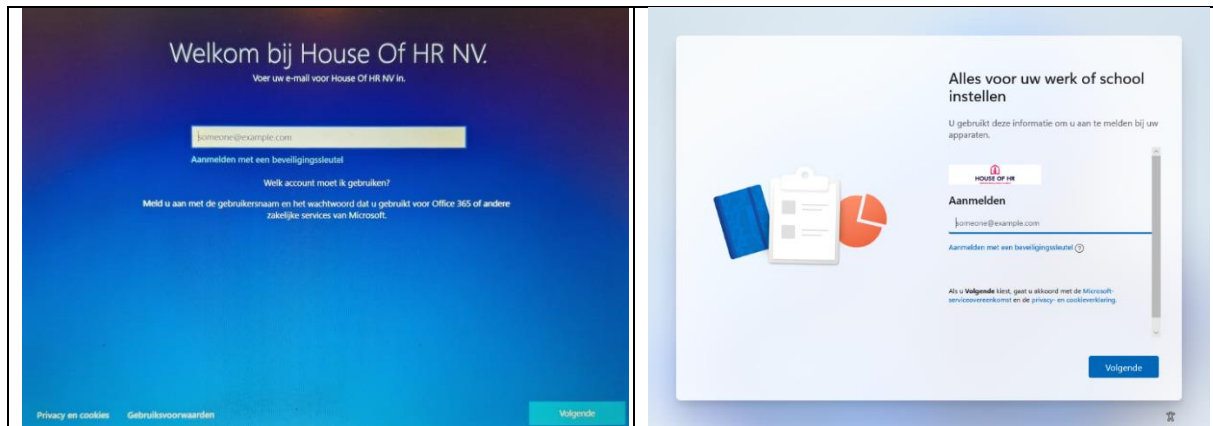 Welkom bij House Of HR NV.
Voer uw e-mail voor House Of HR NV in.
someone@example.com
Aanmelden met een beveiligingssleutel
Welk account moet ik gebruiken?
Meld u aan met de gebruikersnaam en het wachtwoord dat u gebruikt voor Office 365 of andere
zakelijke services van Microsoft.
Privacy en cookies
Gebruiksvoorwaarden
Volgende
Alles voor uw werk of school
instellen
U gebruikt deze informatie om u aan te melden bij uw
apparaten.
HOUSE OF HR
Aanmelden
someone@example.com
Aanmelden met een beveiligingssleutel
Als u Volgende kiest, gaat u akkoord met de Microsoft-
servicesovereenkomst en de privacy- en cookieverklaring.
Volgende